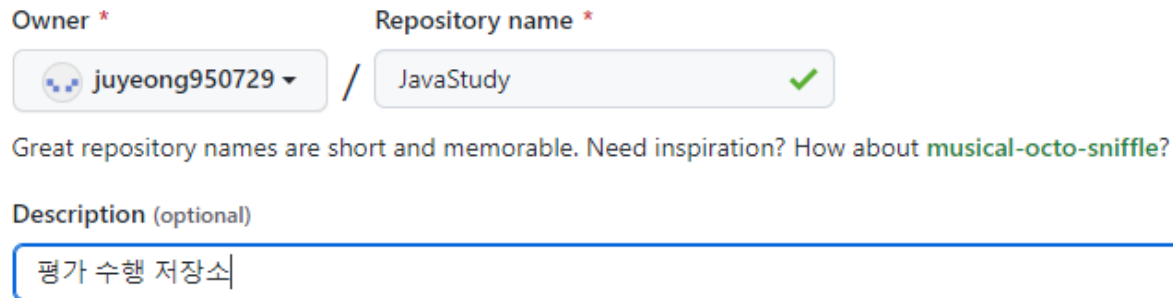 Owner * Repository name *
juyeong950729 / JavaStudy
Great repository names are short and memorable. Need inspiration? How about musical-octo-sniffle?
Description (optional)
평가 수행 저장소